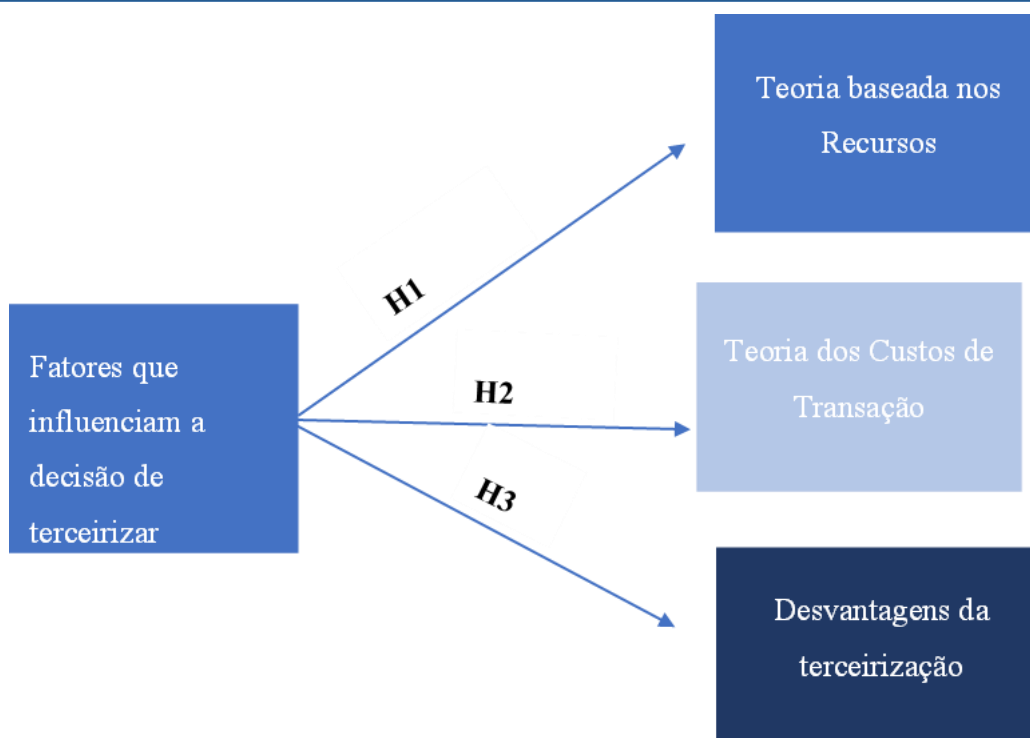 Teoria baseada nos
Recursos
H1
Fatores que
influenciam a
decisão de
terceirizar
H2
Teoria dos Custos de
Transação
H3
Desvantagens da
terceirização